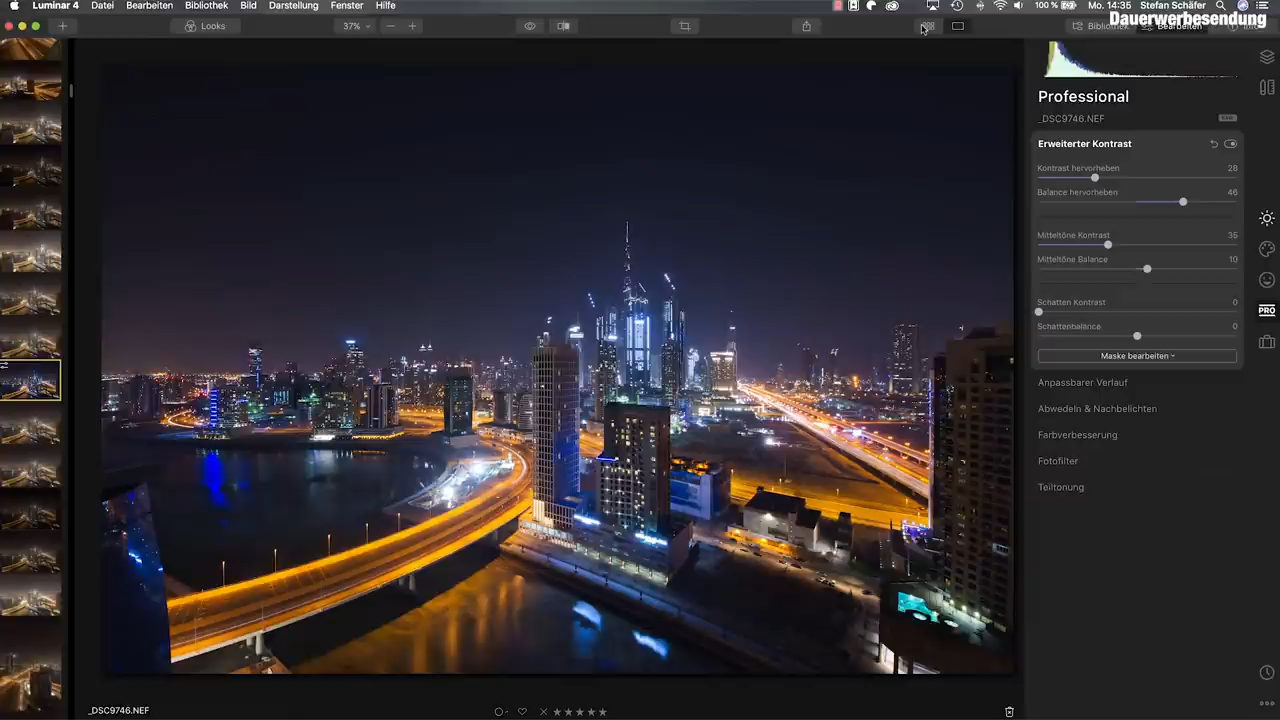 Luminar 4 Datei Bearbeiten Bibliothek Bild Darstellung Fenster Hilfe 100 % Mo. 14:35 Stefan Schäfer
Dauerwerbesendung
Looks 37% Bibliothek Bearbeiten Info
Professional
_DSC9746.NEF
Erweiterter Kontrast
Kontrast hervorheben 28
Balance hervorheben 46
Mitteltöne Kontrast 35
Mitteltöne Balance 10
Schatten Kontrast 0
Schattenbalance 0
Maske bearbeiten
Anpassbarer Verlauf
Abwedeln & Nachbelichten
Farbverbesserung
Fotofilter
Teiltonung
PRO
_DSC9746.NEF